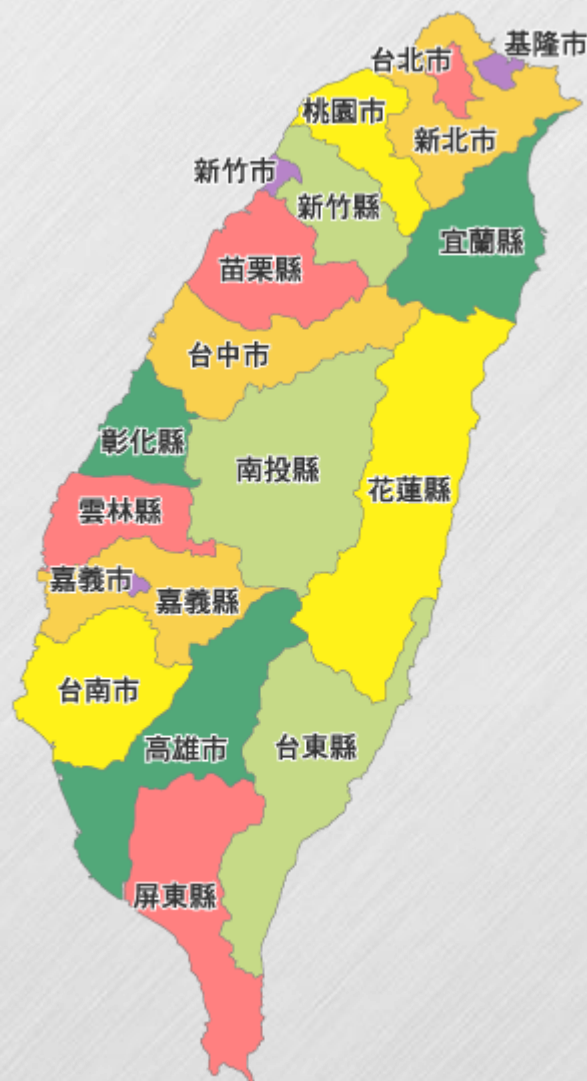 基隆市
台北市
桃園市
新北市
新竹市
新竹縣
宜蘭縣
苗栗縣
台中市
彰化縣
南投縣
花蓮縣
雲林縣
嘉義市
嘉義縣
台南市
高雄市
台東縣
屏東縣